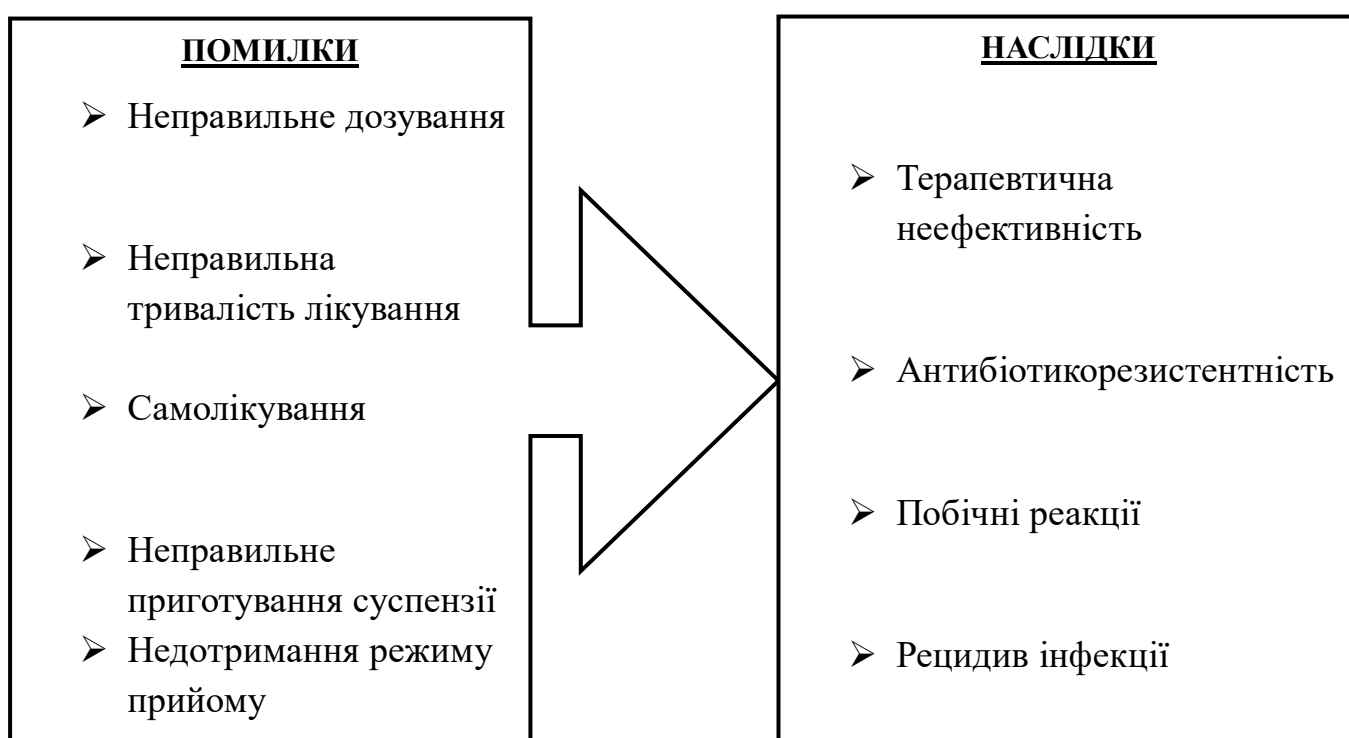 ПОМИЛКИ
➢ Неправильне дозування
➢ Неправильна
тривалість лікування
➢ Самолікування
➢ Неправильне
приготування суспензії
➢ Недотримання режиму
прийому
НАСЛІДКИ
➢ Терапевтична
неефективність
➢ Антибіотикорезистентність
➢ Побічні реакції
➢ Рецидив інфекції